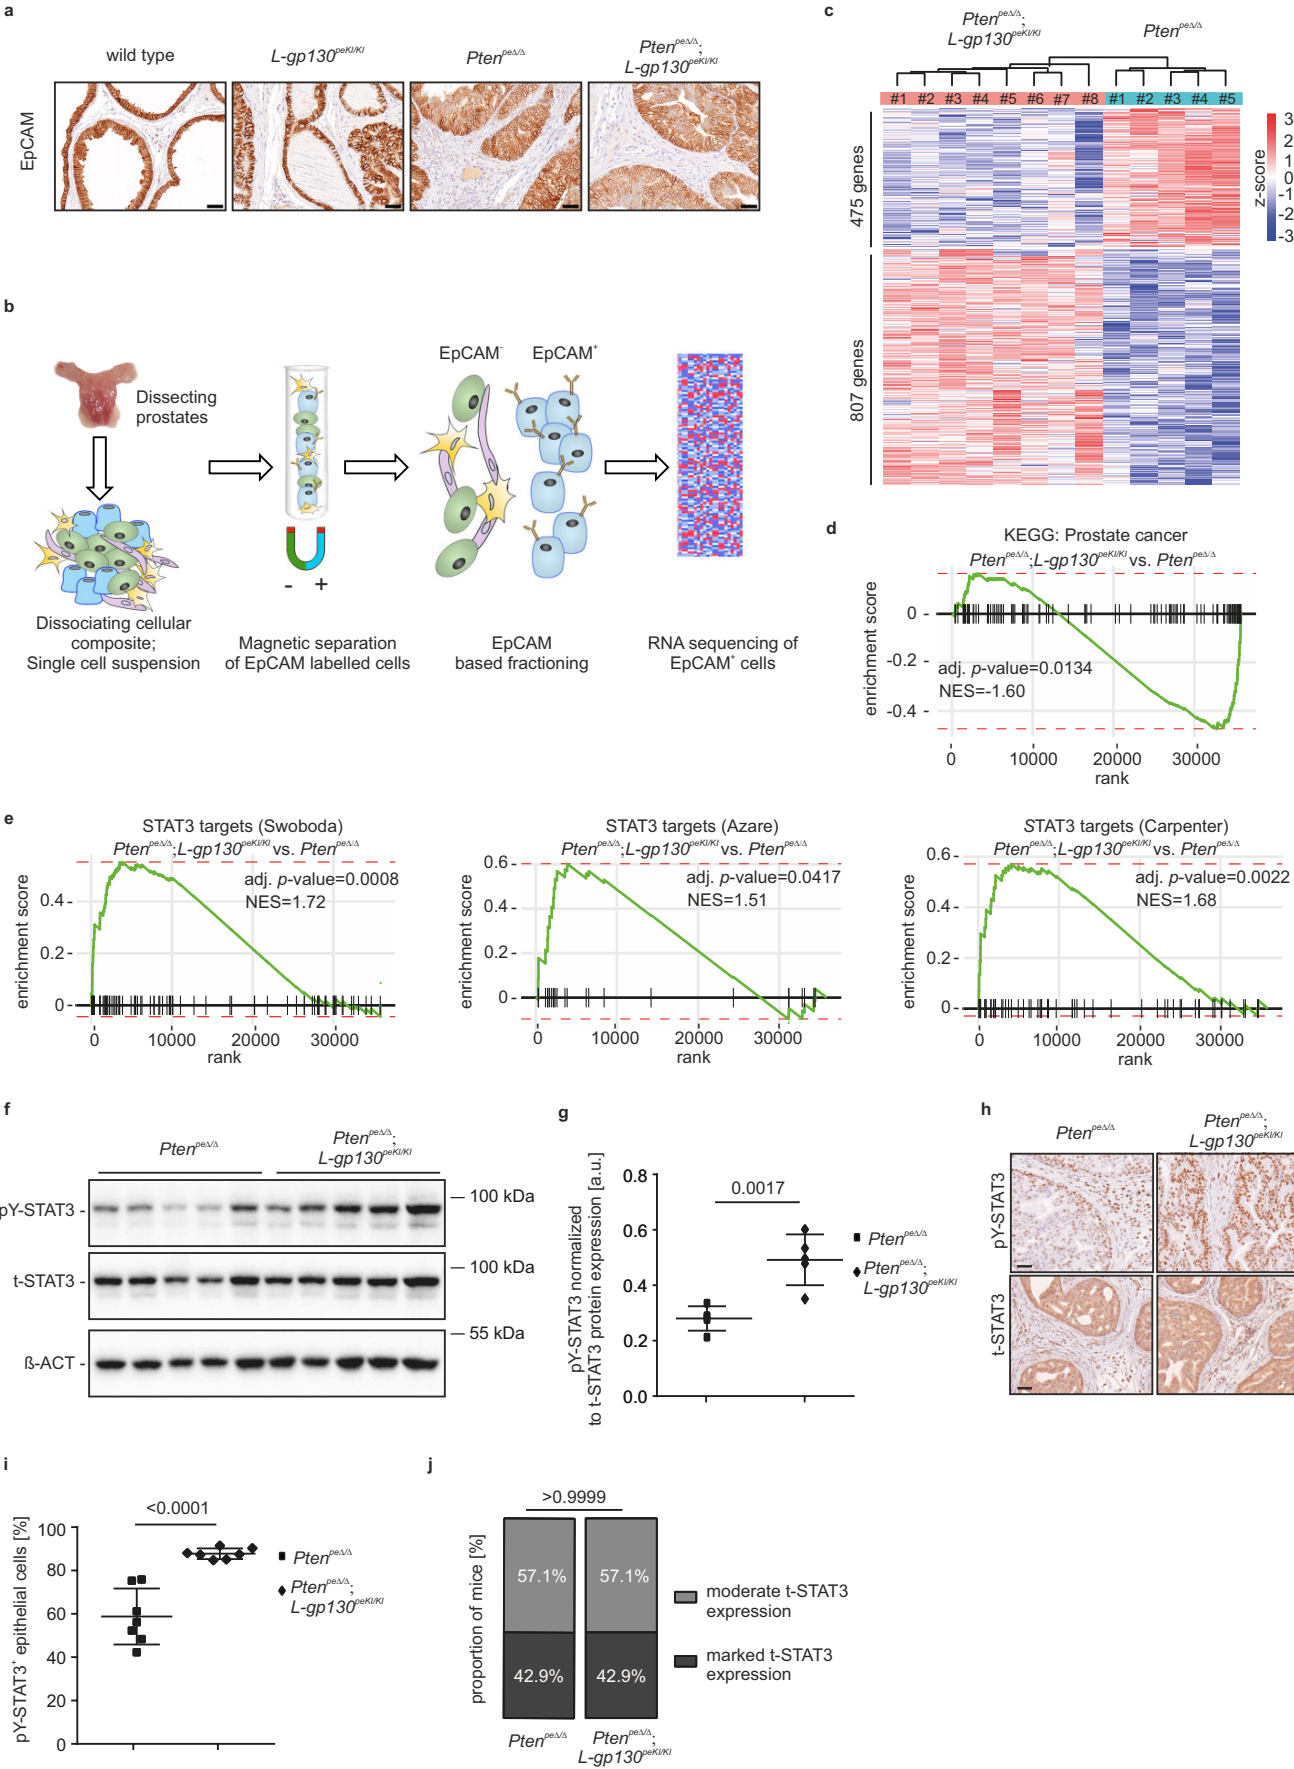 a
wild type
L-gp130peKI/KI
PtenpeΔ/Δ
PtenpeΔ/Δ;
L-gp130peKI/KI
EpCAM
b
Dissecting
prostates
Dissociating cellular
composite;
Single cell suspension
- +
Magnetic separation
of EpCAM labelled cells
EpCAM- EpCAM+
EpCAM
based fractioning
RNA sequencing of
EpCAM+ cells
c
PtenpeΔ/Δ;
L-gp130peKI/KI
PtenpeΔ/Δ
#1 #2 #3 #4 #5 #6 #7 #8 #1 #2 #3 #4 #5
475 genes
807 genes
3
2
1
0
-1
-2
-3
z-score
d
KEGG: Prostate cancer
PtenpeΔ/Δ;L-gp130peKI/KI vs. PtenpeΔ/Δ
enrichment score
0 -
-0.2 -
-0.4 -
adj. p-value=0.0134
NES=-1.60
0 10000 20000 30000
rank
e
STAT3 targets (Swoboda)
PtenpeΔ/Δ;L-gp130peKI/KI vs. PtenpeΔ/Δ
adj. p-value=0.0008
NES=1.72
enrichment score
0.4 -
0.2 -
0 -
0 10000 20000 30000
rank
STAT3 targets (Azare)
PtenpeΔ/Δ;L-gp130peKI/KI vs. PtenpeΔ/Δ
adj. p-value=0.0417
NES=1.51
enrichment score
0.6 -
0.4 -
0.2 -
0 -
0 10000 20000 30000
rank
STAT3 targets (Carpenter)
PtenpeΔ/Δ;L-gp130peKI/KI vs. PtenpeΔ/Δ
adj. p-value=0.0022
NES=1.68
enrichment score
0.6 -
0.4 -
0.2 -
0 -
0 10000 20000 30000
rank
f
PtenpeΔ/Δ
PtenpeΔ/Δ;
L-gp130peKI/KI
pY-STAT3 -
— 100 kDa
t-STAT3 -
— 100 kDa
ß-ACT -
— 55 kDa
g
pY-STAT3 normalized
to t-STAT3 protein expression [a.u.]
0.8
0.6
0.4
0.2
0.0
0.0017
PtenpeΔ/Δ
PtenpeΔ/Δ;
L-gp130peKI/KI
h
PtenpeΔ/Δ
PtenpeΔ/Δ;
L-gp130peKI/KI
pY-STAT3
t-STAT3
i
pY-STAT3+ epithelial cells [%]
100
80
60
40
20
0
<0.0001
PtenpeΔ/Δ
PtenpeΔ/Δ;
L-gp130peKI/KI
j
proportion of mice [%]
>0.9999
57.1% 57.1%
42.9% 42.9%
PtenpeΔ/Δ
PtenpeΔ/Δ;
L-gp130peKI/KI
moderate t-STAT3
expression
marked t-STAT3
expression